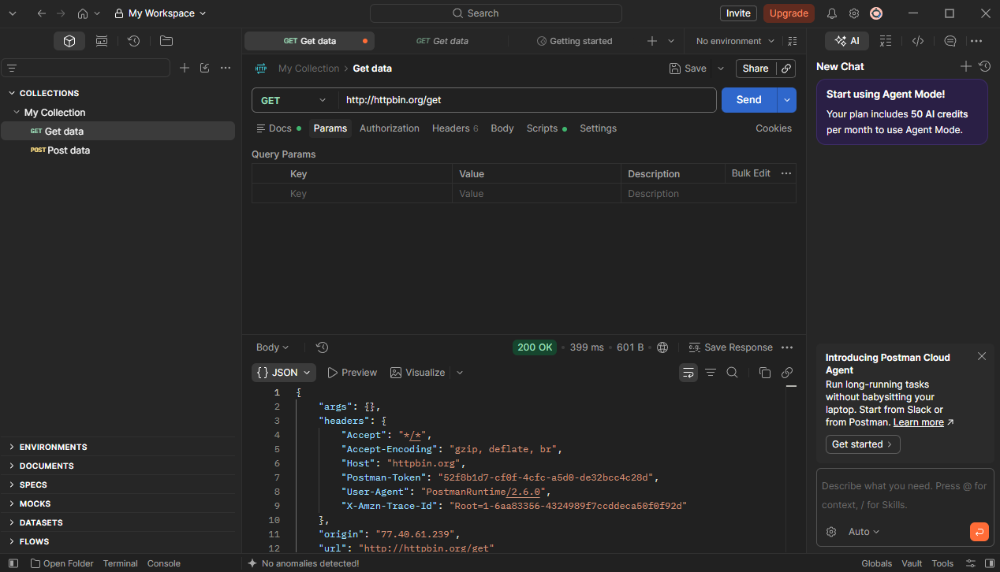 My Workspace
Search
Invite
Upgrade
GET Get data
GET Get data
Getting started
No environment
AI
My Collection > Get data
Save
Share
New Chat
Start using Agent Mode!
Your plan includes 50 AI credits
per month to use Agent Mode.
COLLECTIONS
My Collection
GET Get data
POST Post data
GET
http://httpbin.org/get
Send
Docs
Params
Authorization
Headers 6
Body
Scripts
Settings
Cookies
Query Params
Key
Value
Description
Bulk Edit
Key
Value
Description
Body
200 OK
399 ms
601 B
e.g. Save Response
{} JSON
Preview
Visualize
1 {
2 "args": {},
3 "headers": {
4 "Accept": "*/*",
5 "Accept-Encoding": "gzip, deflate, br",
6 "Host": "httpbin.org",
7 "Postman-Token": "52f8b1d7-cf0f-4cfc-a5d0-de32bcc4c28d",
8 "User-Agent": "PostmanRuntime/2.6.0",
9 "X-Amzn-Trace-Id": "Root=1-6aa83356-4324989f7ccddeca50f0f92d"
10 },
11 "origin": "77.40.61.239",
12 "url": "http://httpbin.org/get"
Introducing Postman Cloud
Agent
Run long-running tasks
without babysitting your
laptop. Start from Slack or
from Postman. Learn more ↗
Get started >
Describe what you need. Press @ for
context, / for Skills.
Auto
ENVIRONMENTS
DOCUMENTS
SPECS
MOCKS
DATASETS
FLOWS
Open Folder
Terminal
Console
No anomalies detected!
Globals
Vault
Tools